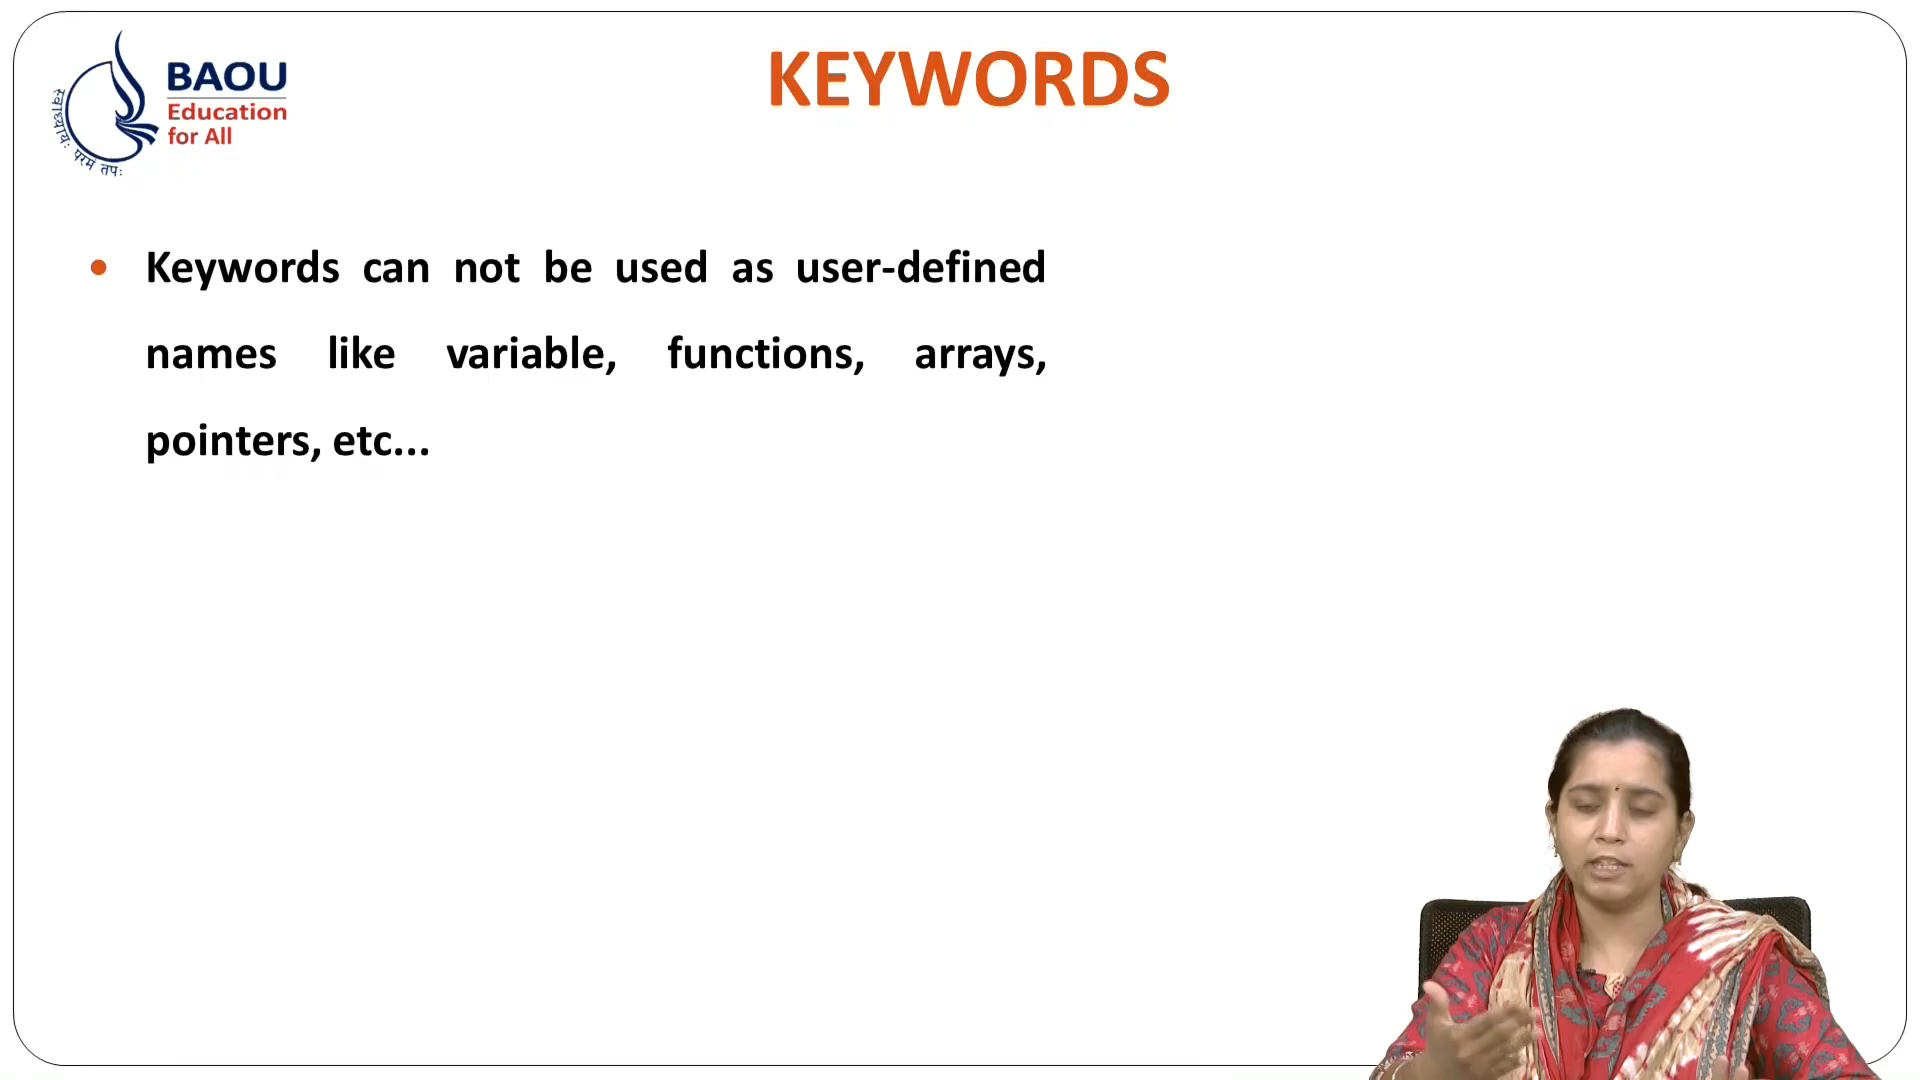 KEYWORDS
BAOU
Education
for All
स्वाध्यायः परमं तपः
• Keywords can not be used as user-defined
names like variable, functions, arrays,
pointers, etc...